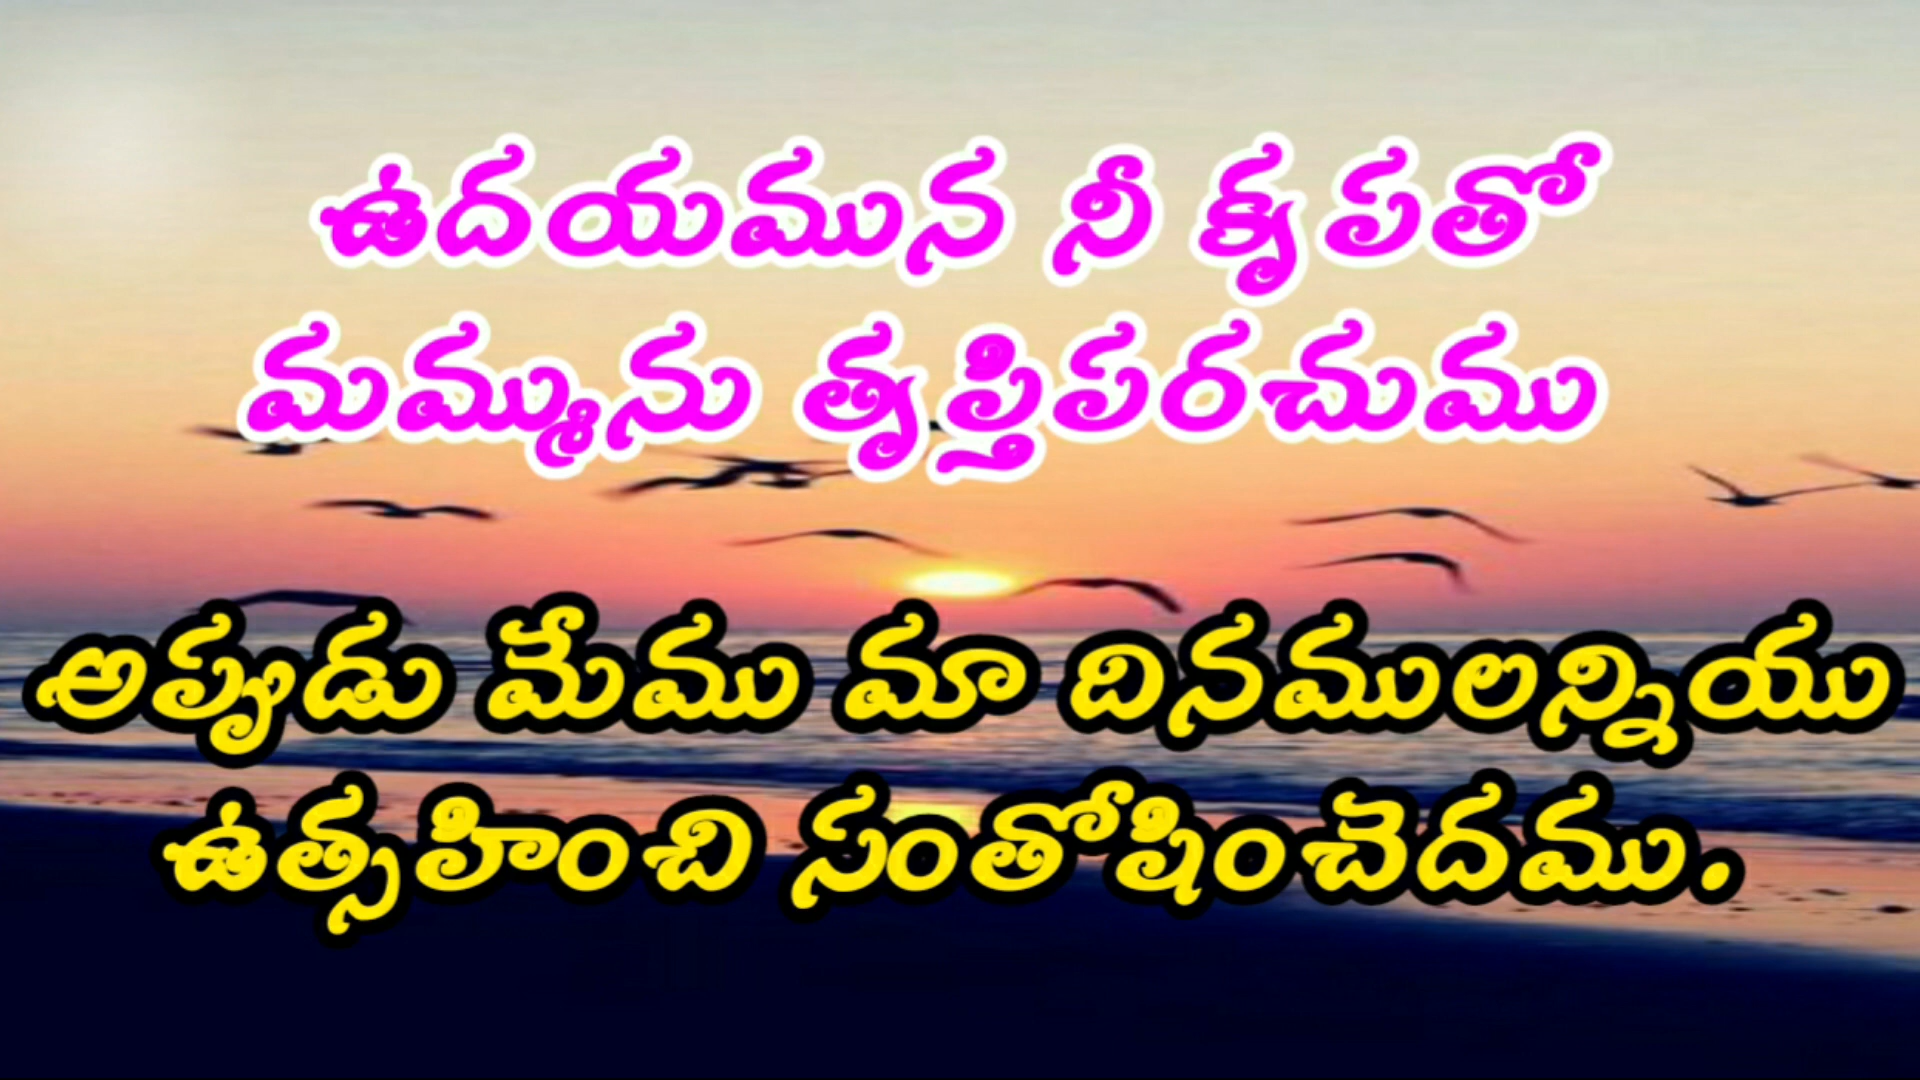 ఉదయమున నీ కృపతో
మమ్మును తృప్తిపరచుము
అప్పుడు మేము మా దినములన్నియు
ఉత్సహించి సంతోషించెదము.